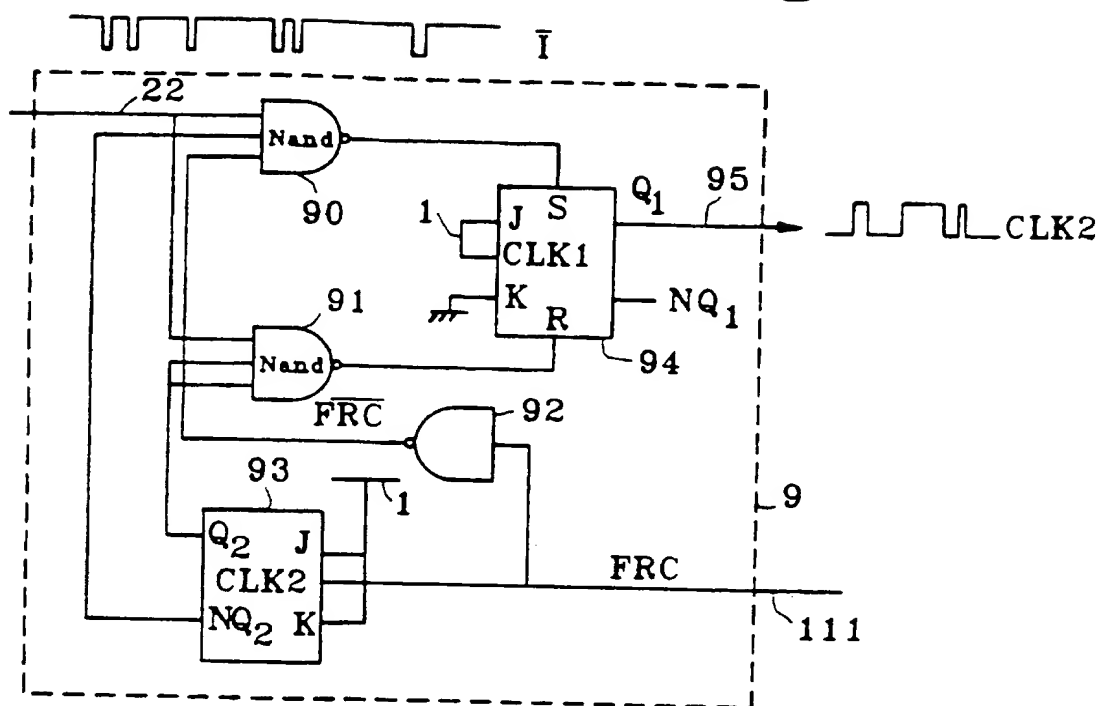 I̅
22
Nand
90
Q1
95
1
J
S
CLK1
CLK2
K
NQ1
R
91
94
Nand
F̅R̅C̅
92
93
1
9
Q2
J
CLK2
FRC
NQ2
K
111